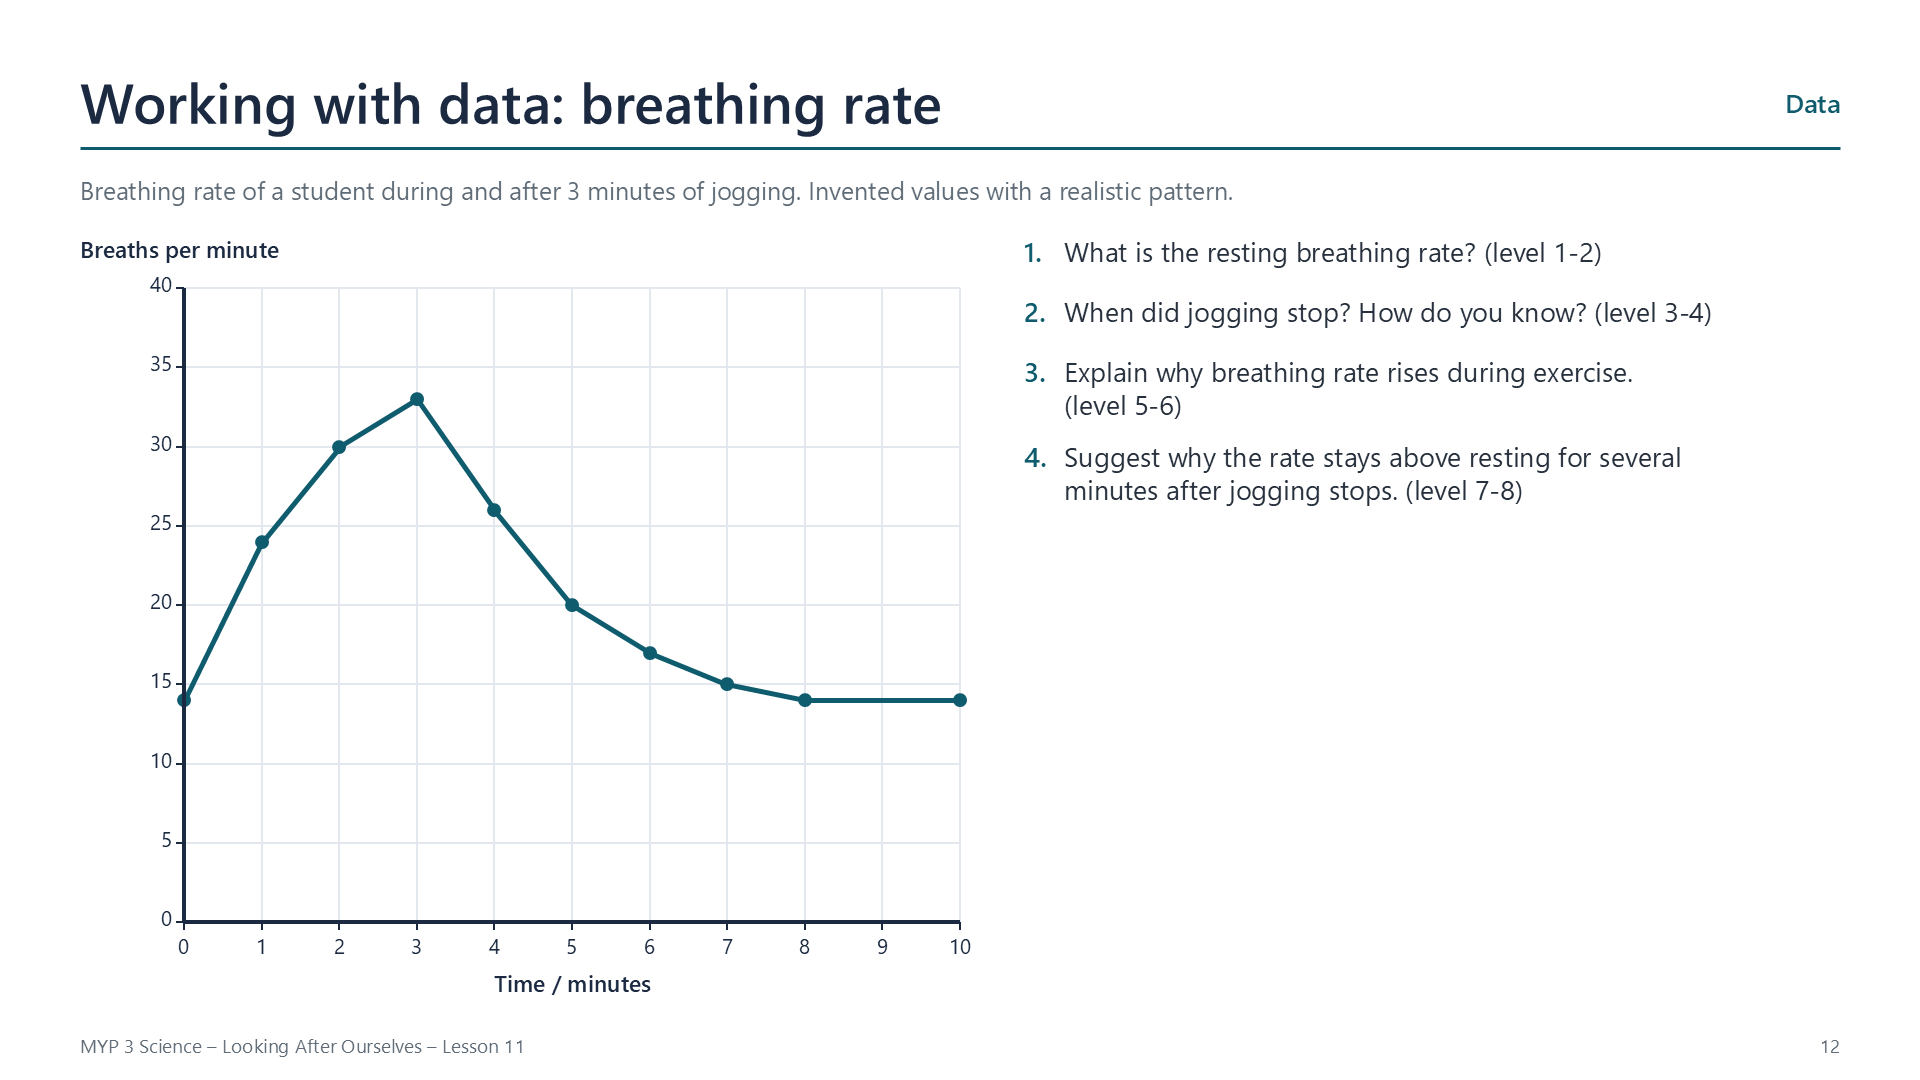 Working with data: breathing rate
Data
Breathing rate of a student during and after 3 minutes of jogging. Invented values with a realistic pattern.
Breaths per minute
40
35
30
25
20
15
10
5
0
0 1 2 3 4 5 6 7 8 9 10
Time / minutes
1. What is the resting breathing rate? (level 1-2)
2. When did jogging stop? How do you know? (level 3-4)
3. Explain why breathing rate rises during exercise.
(level 5-6)
4. Suggest why the rate stays above resting for several
minutes after jogging stops. (level 7-8)
MYP 3 Science – Looking After Ourselves – Lesson 11
12